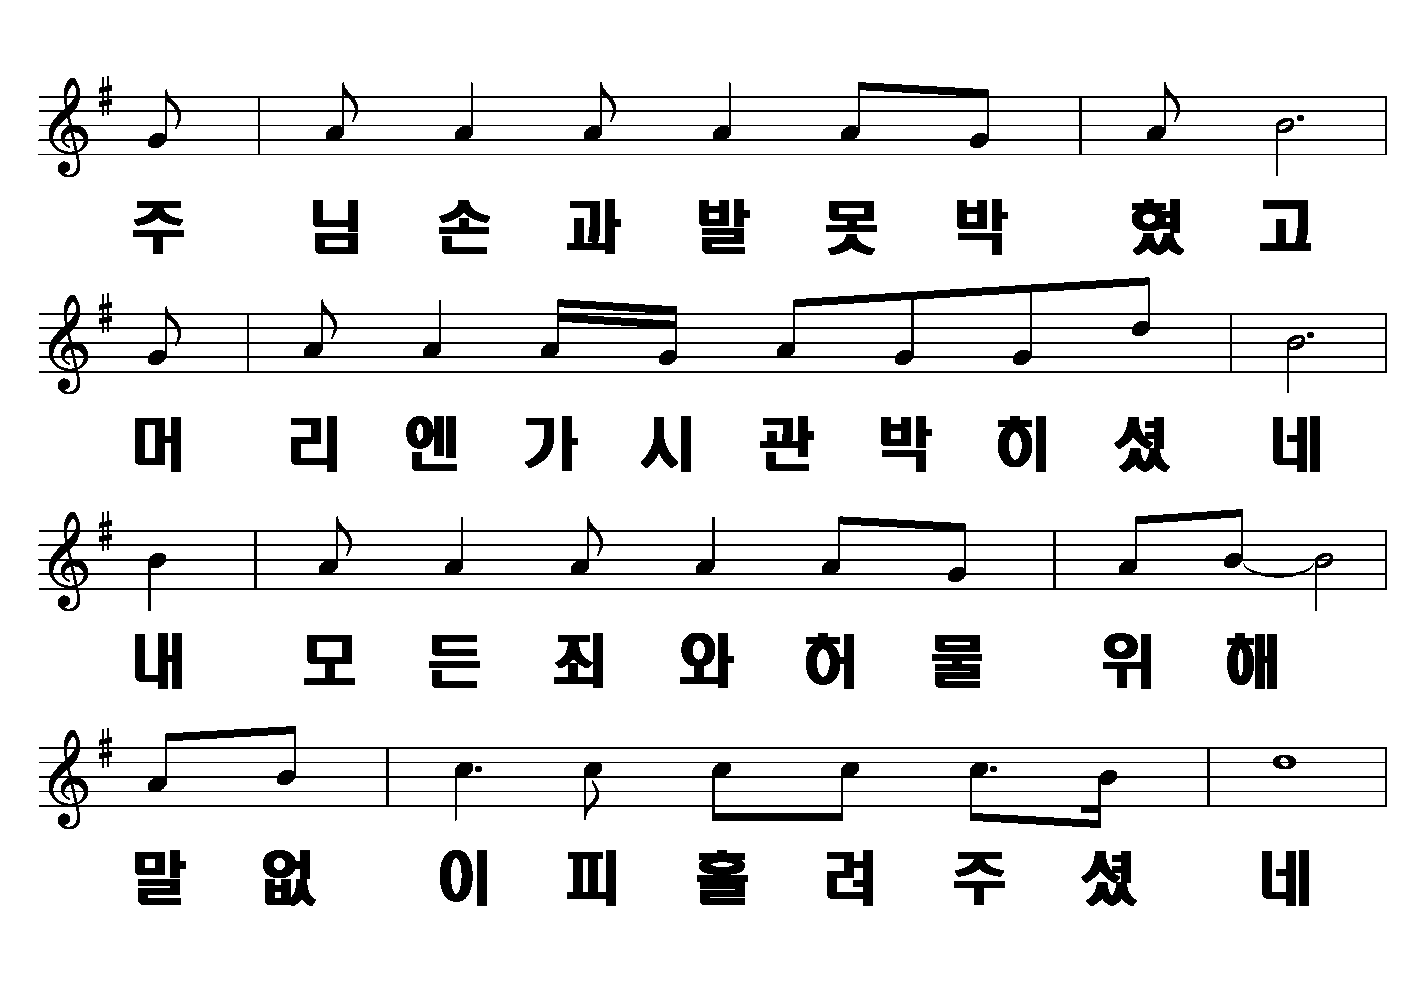 주 님 손 과 발 못 박 혔 고
머 리 엔 가 시 관 박 히 셨 네
내 모 든 죄 와 허 물 위 해
말 없 이 피 흘 려 주 셨 네